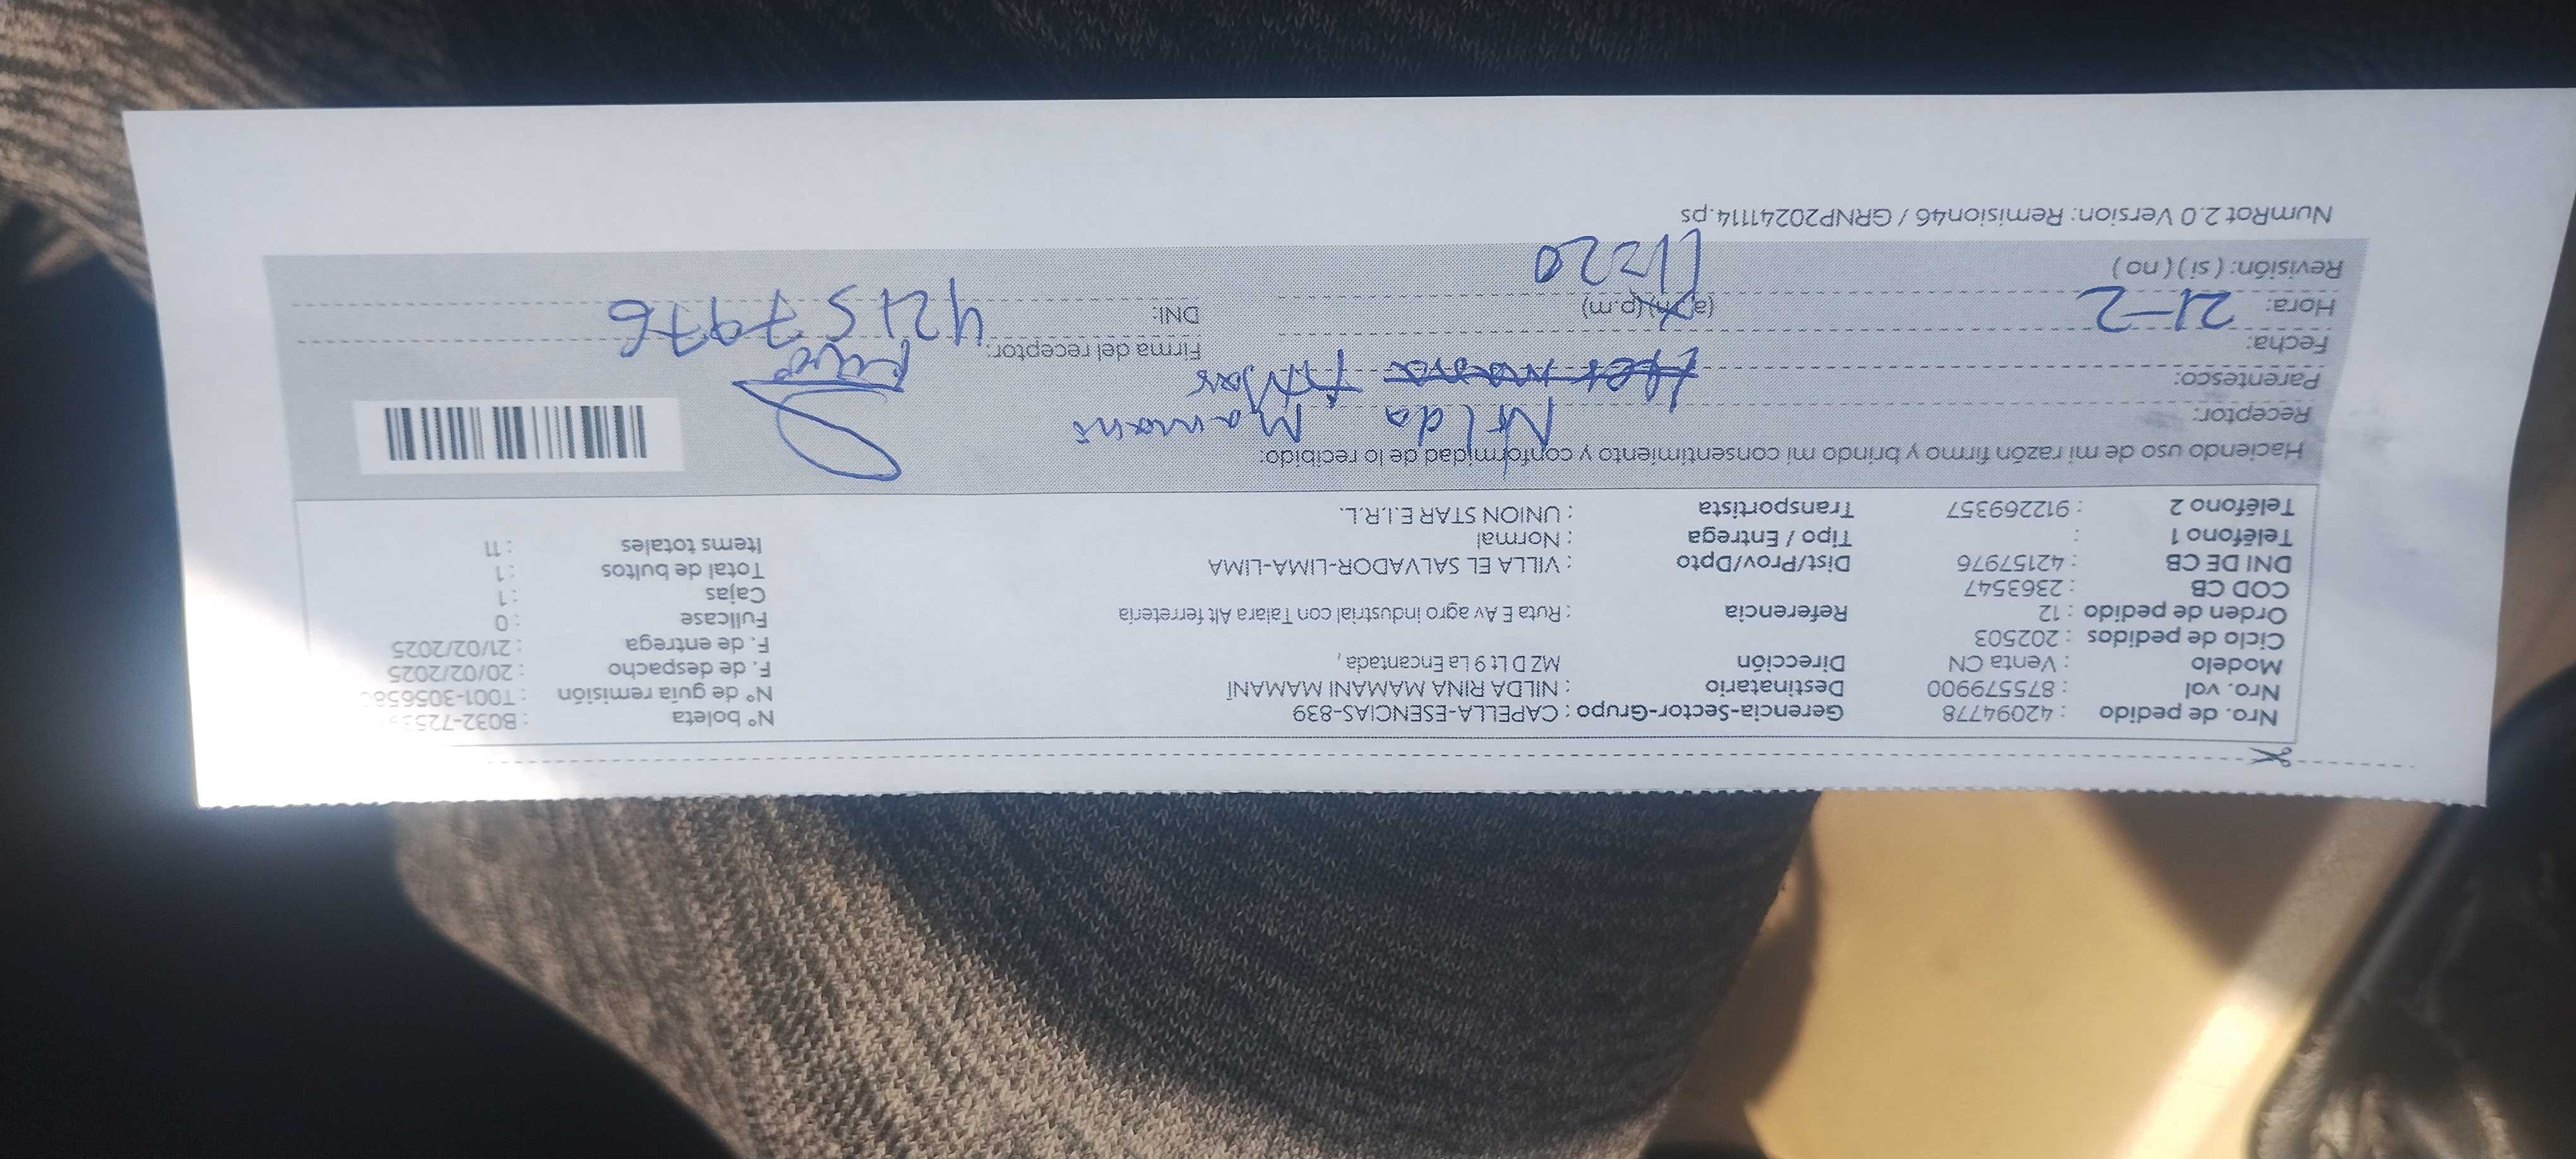 Nro. de pedido : 42094778 Gerencia-Sector-Grupo : CAPELLA-ESENCIAS-839 N° boleta : B032-7253
Nro. vol : 875579900 Destinatario : NILDA RINA MAMANI MAMANÍ N° de guía remisión : T001-305658
Modelo : Venta CN Dirección MZ D Lt 9 La Encantada, F. de despacho : 20/02/2025
Ciclo de pedidos : 202503 F. de entrega : 21/02/2025
Orden de pedido : 12 Referencia : Ruta E Av agro industrial con Talara Alt ferreteria Fullcase : 0
COD CB : 2363547 Cajas : 1
DNI DE CB : 42157976 Dist/Prov/Dpto : VILLA EL SALVADOR-LIMA-LIMA Total de bultos : 1
Teléfono 1 : Tipo / Entrega : Normal Items totales : 11
Teléfono 2 : 912269357 Transportista : UNION STAR E.I.R.L.
Haciendo uso de mi razón firmo y brindo mi consentimiento y conformidad de lo recibido:
Receptor: Nilda Mamani
Parentesco:
Fecha: Firma del receptor:
Hora: 21-2 (a.m)(p.m) 11:20 DNI: 42157976
Revisión: (si) (no)
NumRot 2.0 Version: Remision46 / GRNP20241114.ps